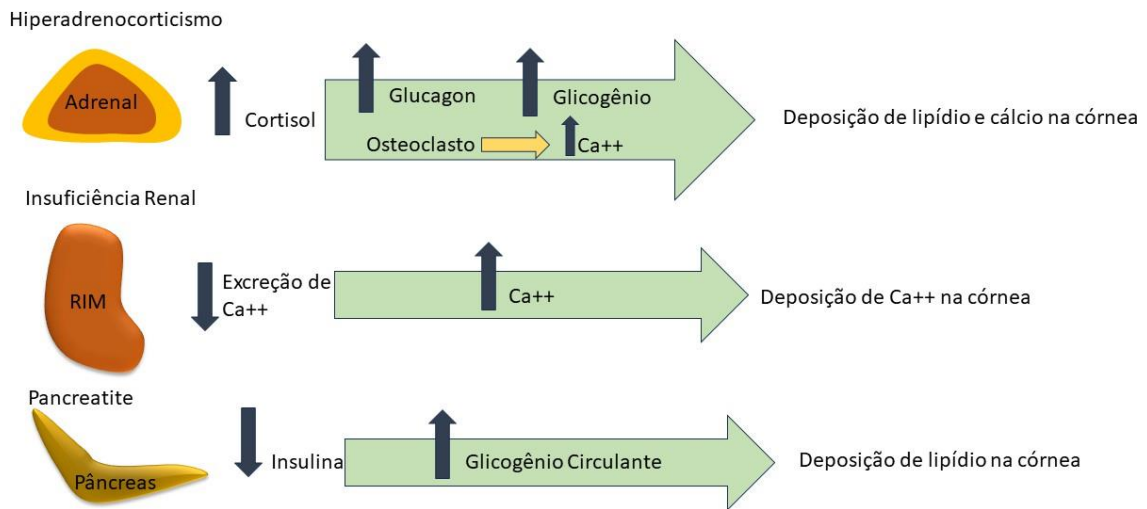 Hiperadrenocorticismo
Adrenal
Cortisol
Glucagon
Glicogênio
Osteoclasto
Ca++
Deposição de lipídio e cálcio na córnea
Insuficiência Renal
RIM
Excreção de
Ca++
Ca++
Deposição de Ca++ na córnea
Pancreatite
Pâncreas
Insulina
Glicogênio Circulante
Deposição de lipídio na córnea